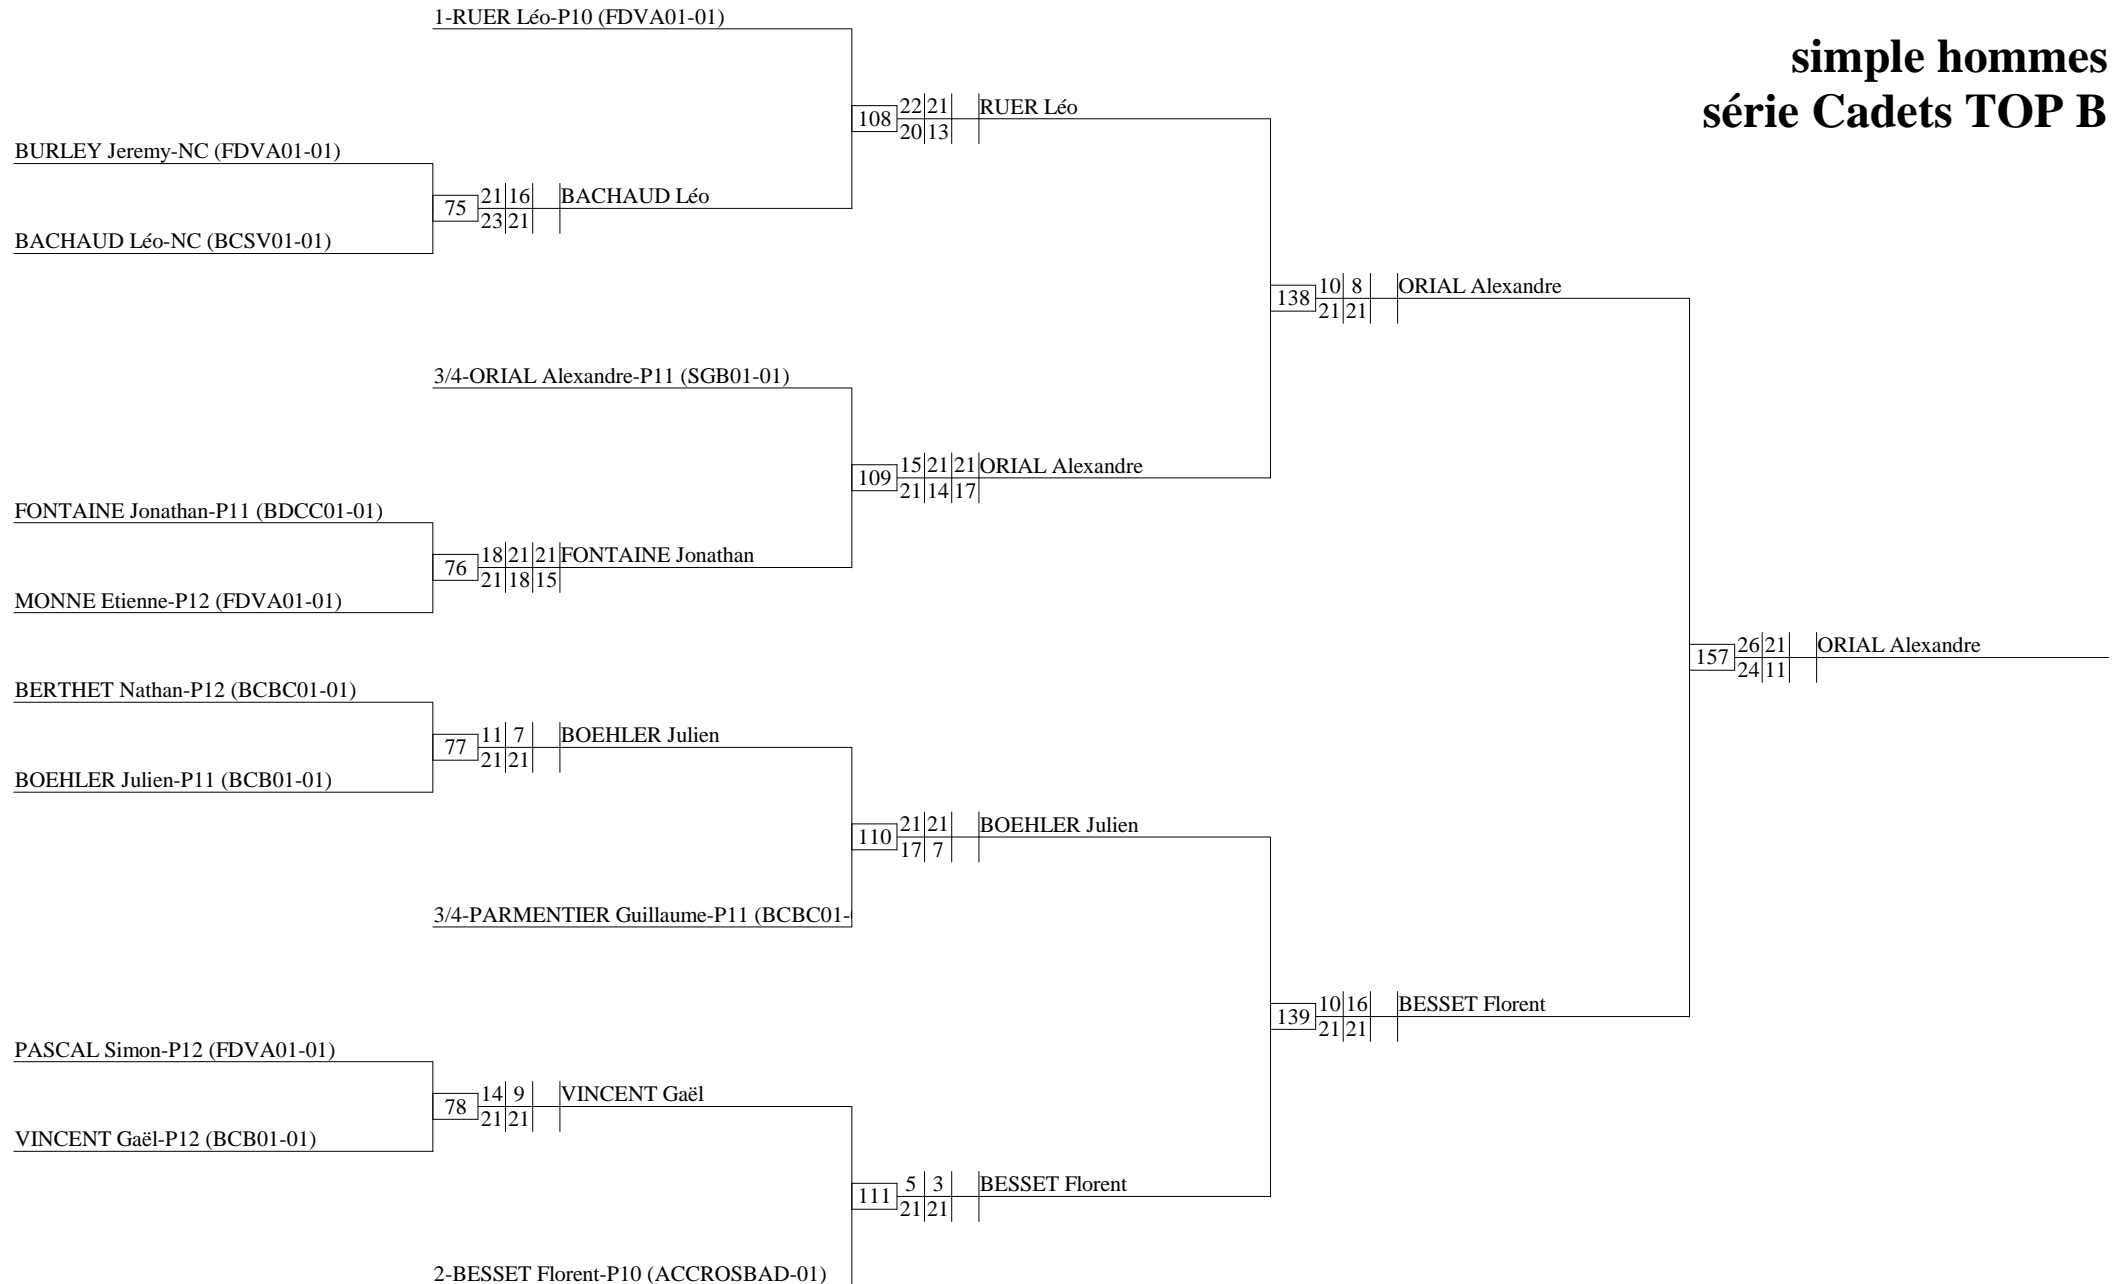 1-RUER Léo-P10 (FDVA01-01)
simple hommes
série Cadets TOP B
22 21 RUER Léo
108
20 13
BURLEY Jeremy-NC (FDVA01-01)
21 16 BACHAUD Léo
75
23 21
BACHAUD Léo-NC (BCSV01-01)
10 8 ORIAL Alexandre
138
21 21
3/4-ORIAL Alexandre-P11 (SGB01-01)
15 21 21 ORIAL Alexandre
109
21 14 17
FONTAINE Jonathan-P11 (BDCC01-01)
18 21 21 FONTAINE Jonathan
76
21 18 15
MONNE Etienne-P12 (FDVA01-01)
26 21 ORIAL Alexandre
157
24 11
BERTHET Nathan-P12 (BCBC01-01)
11 7 BOEHLER Julien
77
21 21
BOEHLER Julien-P11 (BCB01-01)
21 21 BOEHLER Julien
110
17 7
3/4-PARMENTIER Guillaume-P11 (BCBC01-
10 16 BESSET Florent
139
21 21
PASCAL Simon-P12 (FDVA01-01)
14 9 VINCENT Gaël
78
21 21
VINCENT Gaël-P12 (BCB01-01)
5 3 BESSET Florent
111
21 21
2-BESSET Florent-P10 (ACCROSBAD-01)